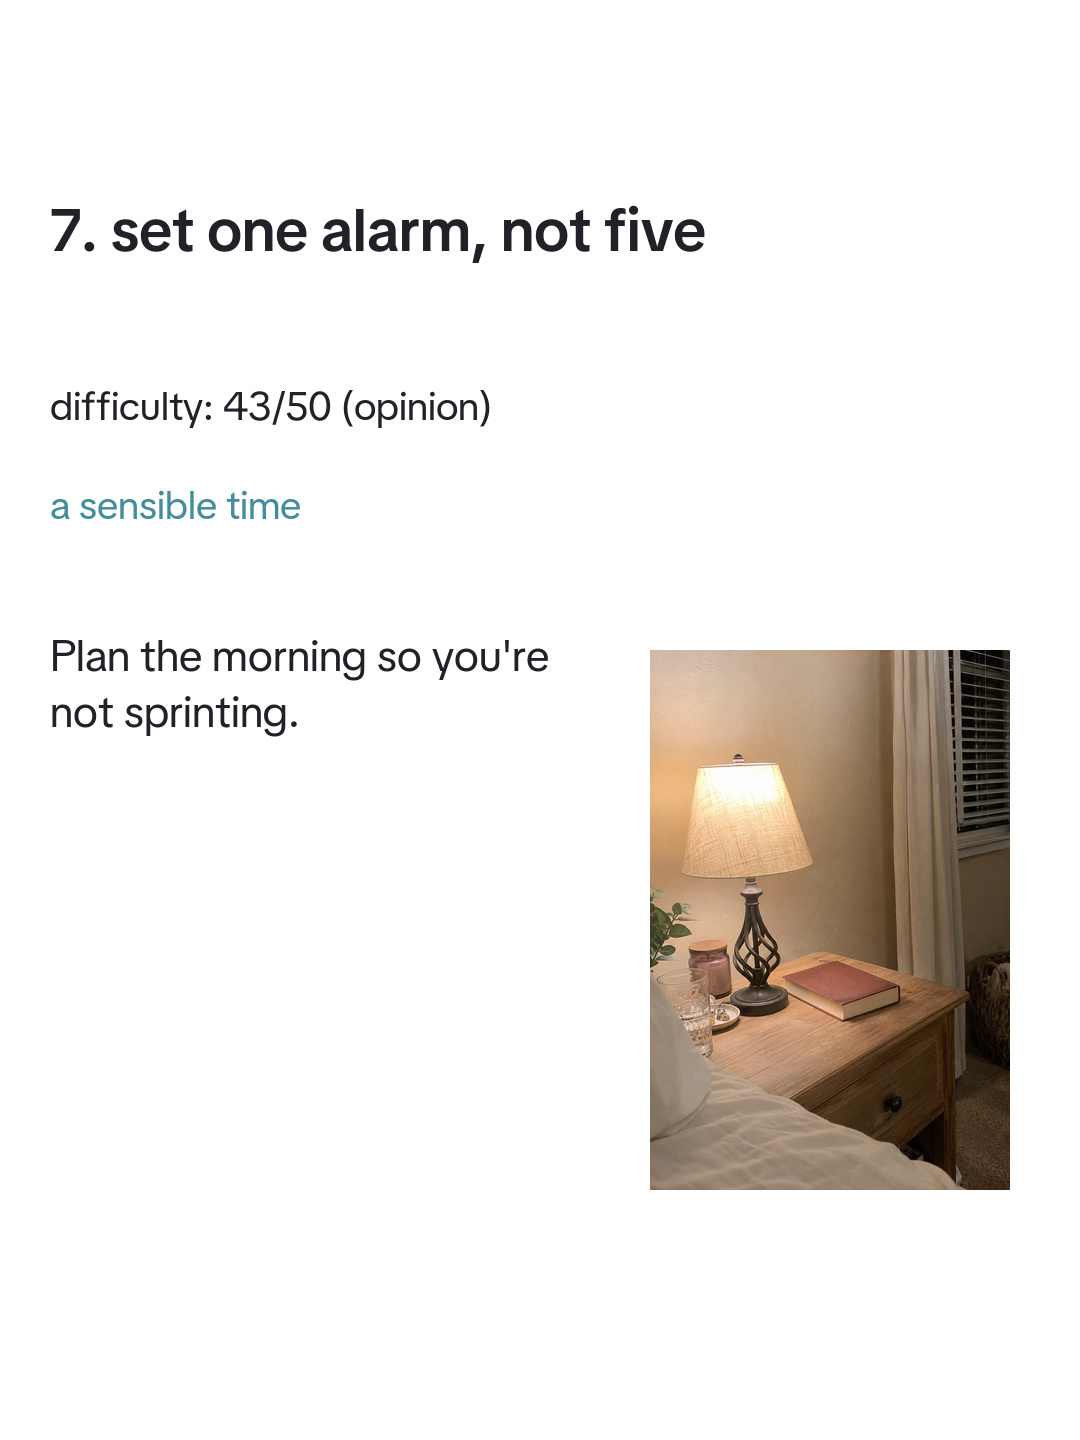 7. set one alarm, not five
difficulty: 43/50 (opinion)
a sensible time
Plan the morning so you're
not sprinting.